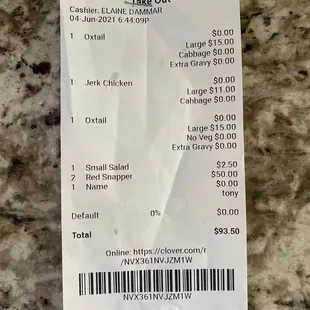 Take Out
Cashier: ELAINE DAMMAR
04-Jun-2021 6:44:09P
1 Oxtail $0.00
Large $15.00
Cabbage $0.00
Extra Gravy $0.00
1 Jerk Chicken $0.00
Large $11.00
Cabbage $0.00
1 Oxtail $0.00
Large $15.00
No Veg $0.00
Extra Gravy $0.00
1 Small Salad $2.50
2 Red Snapper $50.00
1 Name $0.00
tony
Default 0% $0.00
Total $93.50
Online: https://clover.com/r
/NVX361NVJZM1W
NVX361NVJZM1W